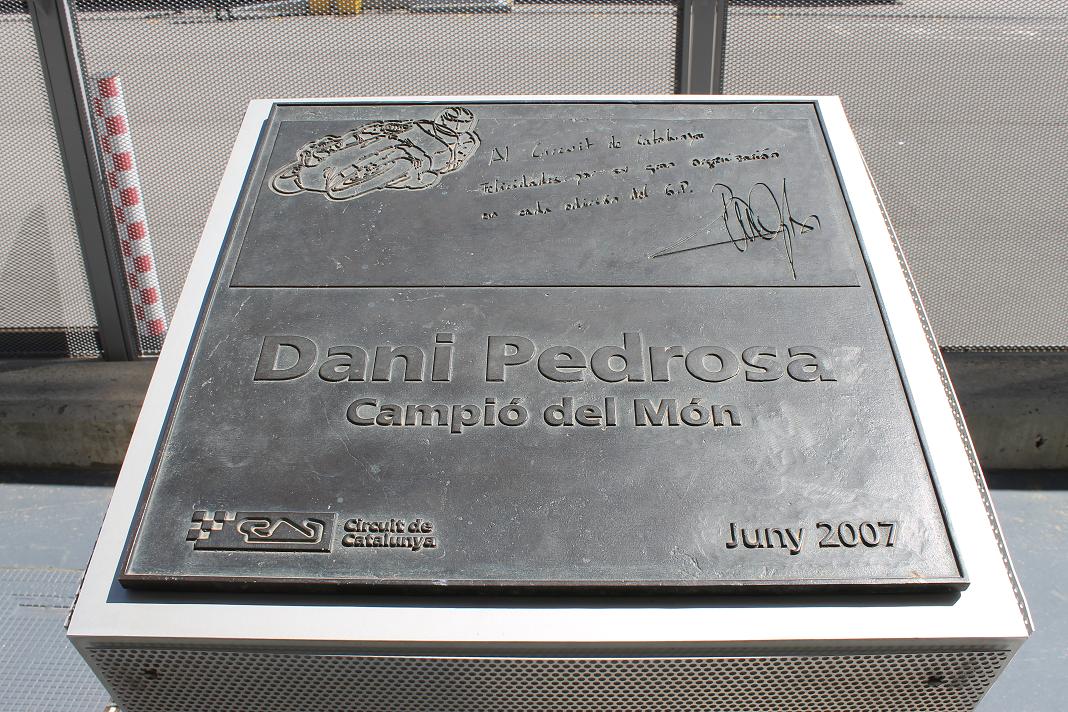 Al Circuit de Catalunya
Felicidades por su gran organización
en cada edición del G.P.
Dani Pedrosa
Campió del Món
Circuit de
Catalunya
Juny 2007